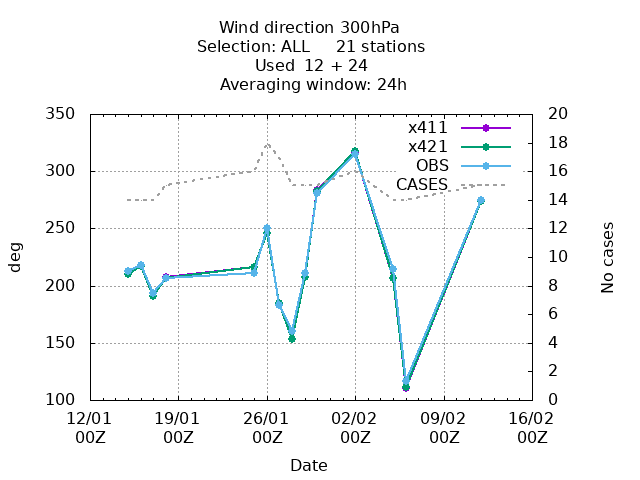 Wind direction 300hPa
Selection: ALL     21 stations
Used  12 + 24
Averaging window: 24h
350
300
250
200
150
100
deg
20
18
16
14
12
10
8
6
4
2
0
No cases
x411
x421
OBS
CASES
12/01 19/01 26/01 02/02 09/02 16/02
00Z 00Z 00Z 00Z 00Z 00Z
Date